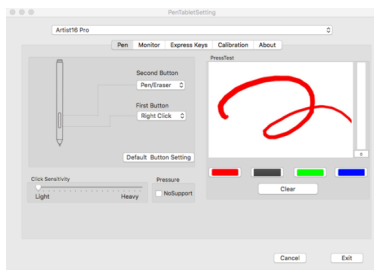 PenTabletSetting
Artist16 Pro
Pen Monitor Express Keys Calibration About
PressTest
Second Button
Pen/Eraser
First Button
Right Click
Default Button Setting
Click Sensitivity
Light Heavy
Pressure
NoSupport
Clear
Cancel Exit